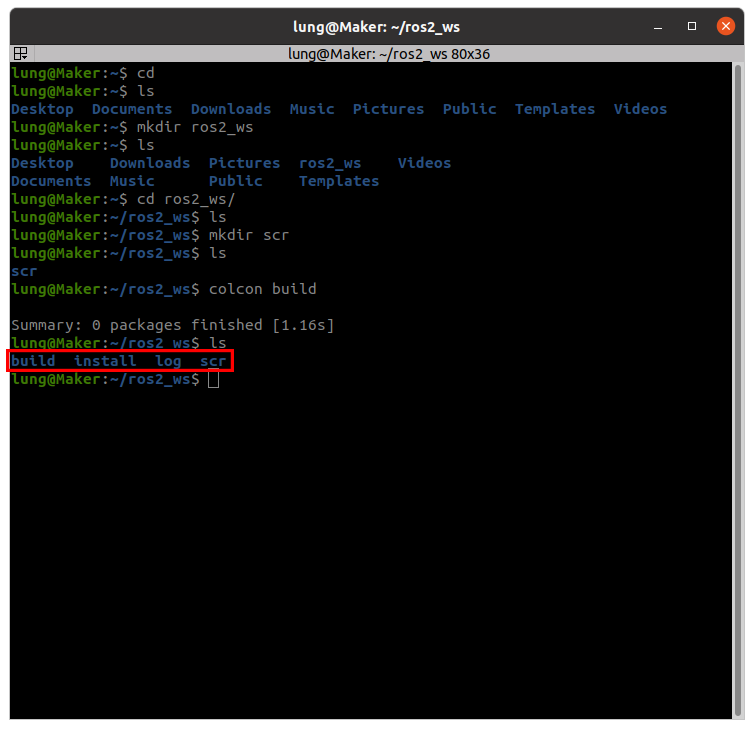 lung@Maker: ~/ros2_ws
lung@Maker: ~/ros2_ws 80x36
lung@Maker:~$ cd
lung@Maker:~$ ls
Desktop  Documents  Downloads  Music  Pictures  Public  Templates  Videos
lung@Maker:~$ mkdir ros2_ws
lung@Maker:~$ ls
Desktop    Downloads  Pictures  ros2_ws    Videos
Documents  Music      Public    Templates
lung@Maker:~$ cd ros2_ws/
lung@Maker:~/ros2_ws$ ls
lung@Maker:~/ros2_ws$ mkdir scr
lung@Maker:~/ros2_ws$ ls
scr
lung@Maker:~/ros2_ws$ colcon build
Summary: 0 packages finished [1.16s]
lung@Maker:~/ros2_ws$ ls
build  install  log  scr
lung@Maker:~/ros2_ws$